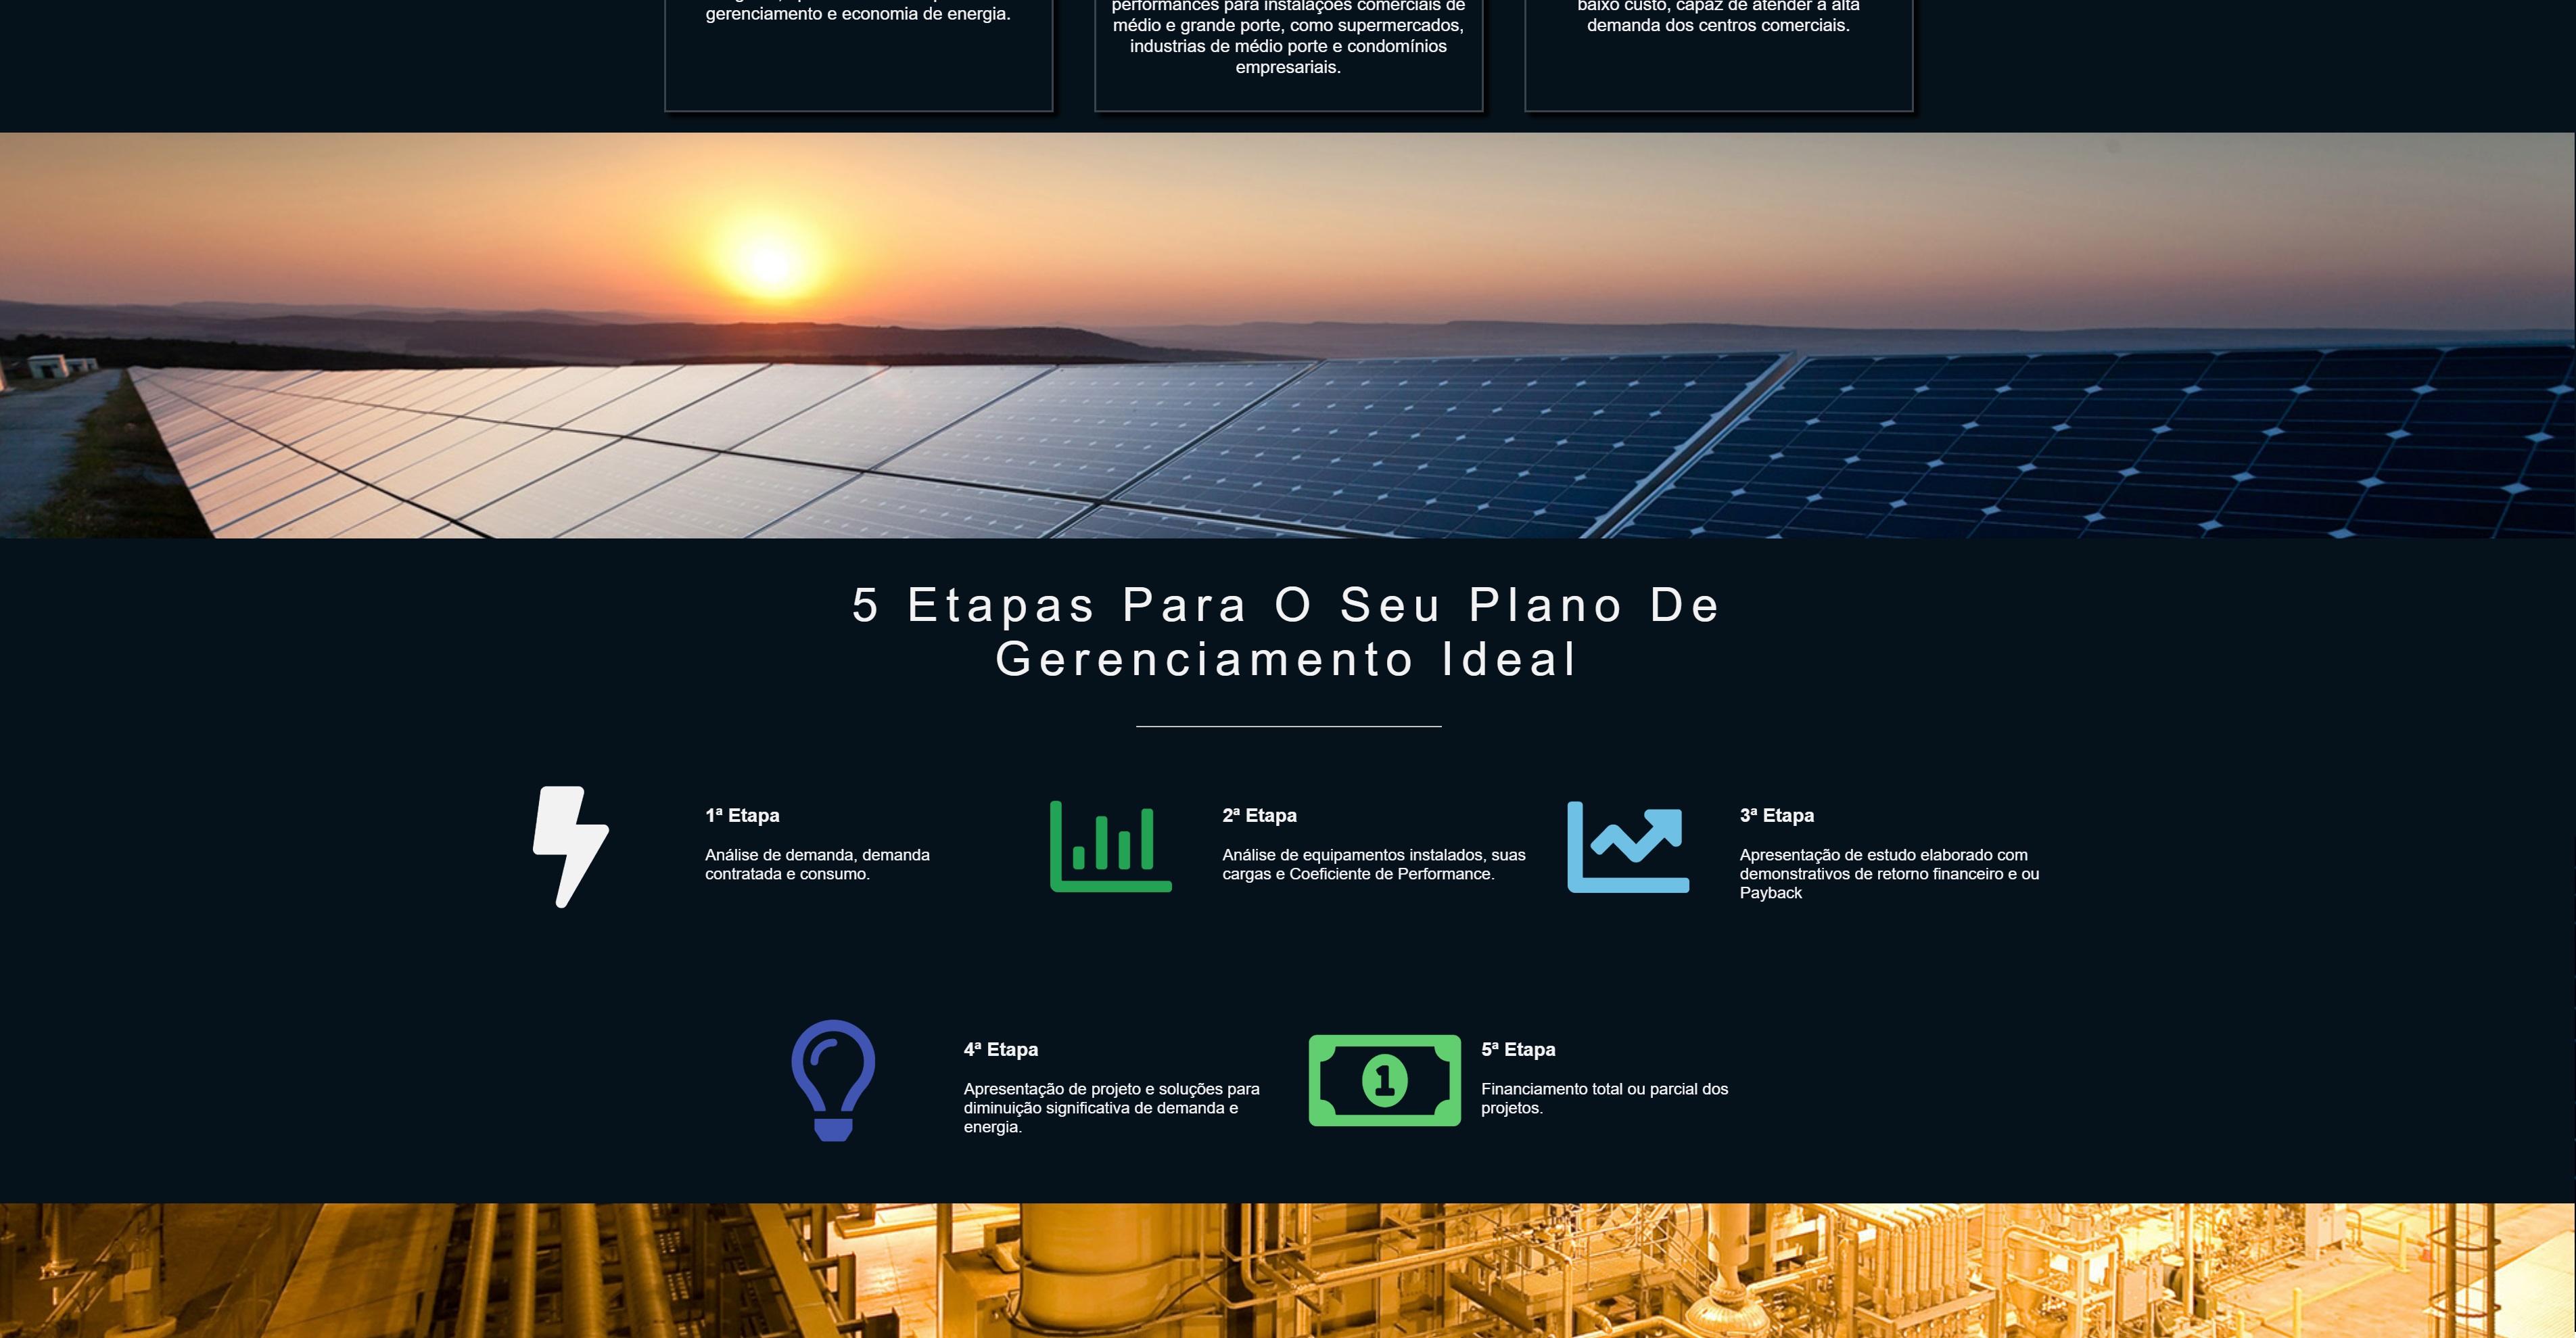 gerenciamento e economia de energia.
performances para instalações comerciais de
médio e grande porte, como supermercados,
industrias de médio porte e condomínios
empresariais.
baixo custo, capaz de atender a alta
demanda dos centros comerciais.
5 Etapas Para O Seu Plano De
Gerenciamento Ideal
1ª Etapa
Análise de demanda, demanda
contratada e consumo.
2ª Etapa
Análise de equipamentos instalados, suas
cargas e Coeficiente de Performance.
3ª Etapa
Apresentação de estudo elaborado com
demonstrativos de retorno financeiro e ou
Payback
4ª Etapa
Apresentação de projeto e soluções para
diminuição significativa de demanda e
energia.
1
5ª Etapa
Financiamento total ou parcial dos
projetos.